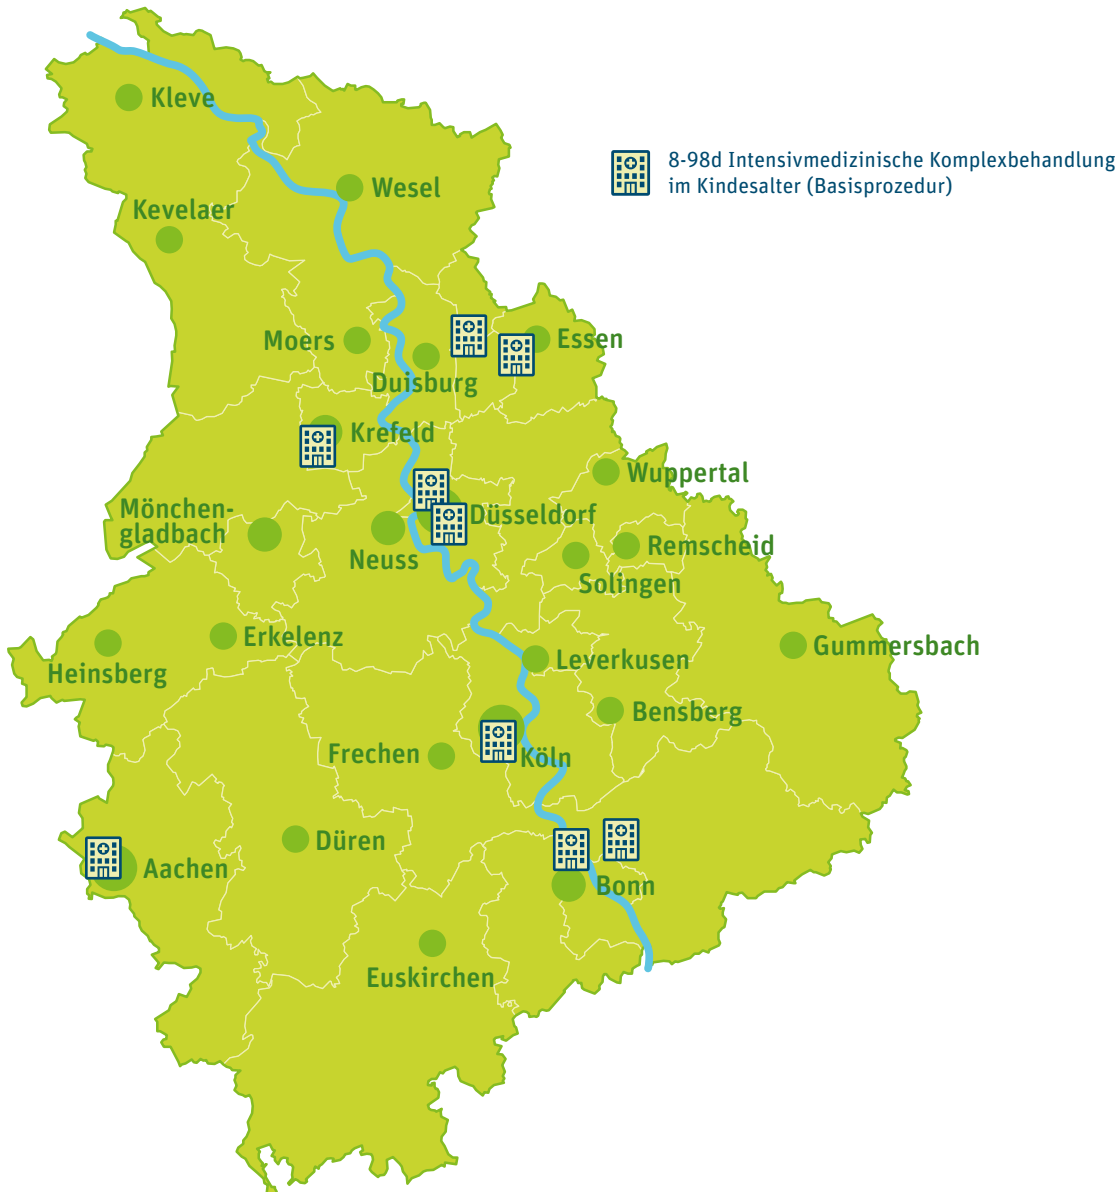 Kleve
8-98d Intensivmedizinische Komplexbehandlung
im Kindesalter (Basisprozedur)
Wesel
Kevelaer
Moers
Essen
Duisburg
Krefeld
Wuppertal
Mönchen-
gladbach
Düsseldorf
Neuss
Remscheid
Solingen
Erkelenz
Gummersbach
Heinsberg
Leverkusen
Bensberg
Frechen
Köln
Düren
Aachen
Bonn
Euskirchen